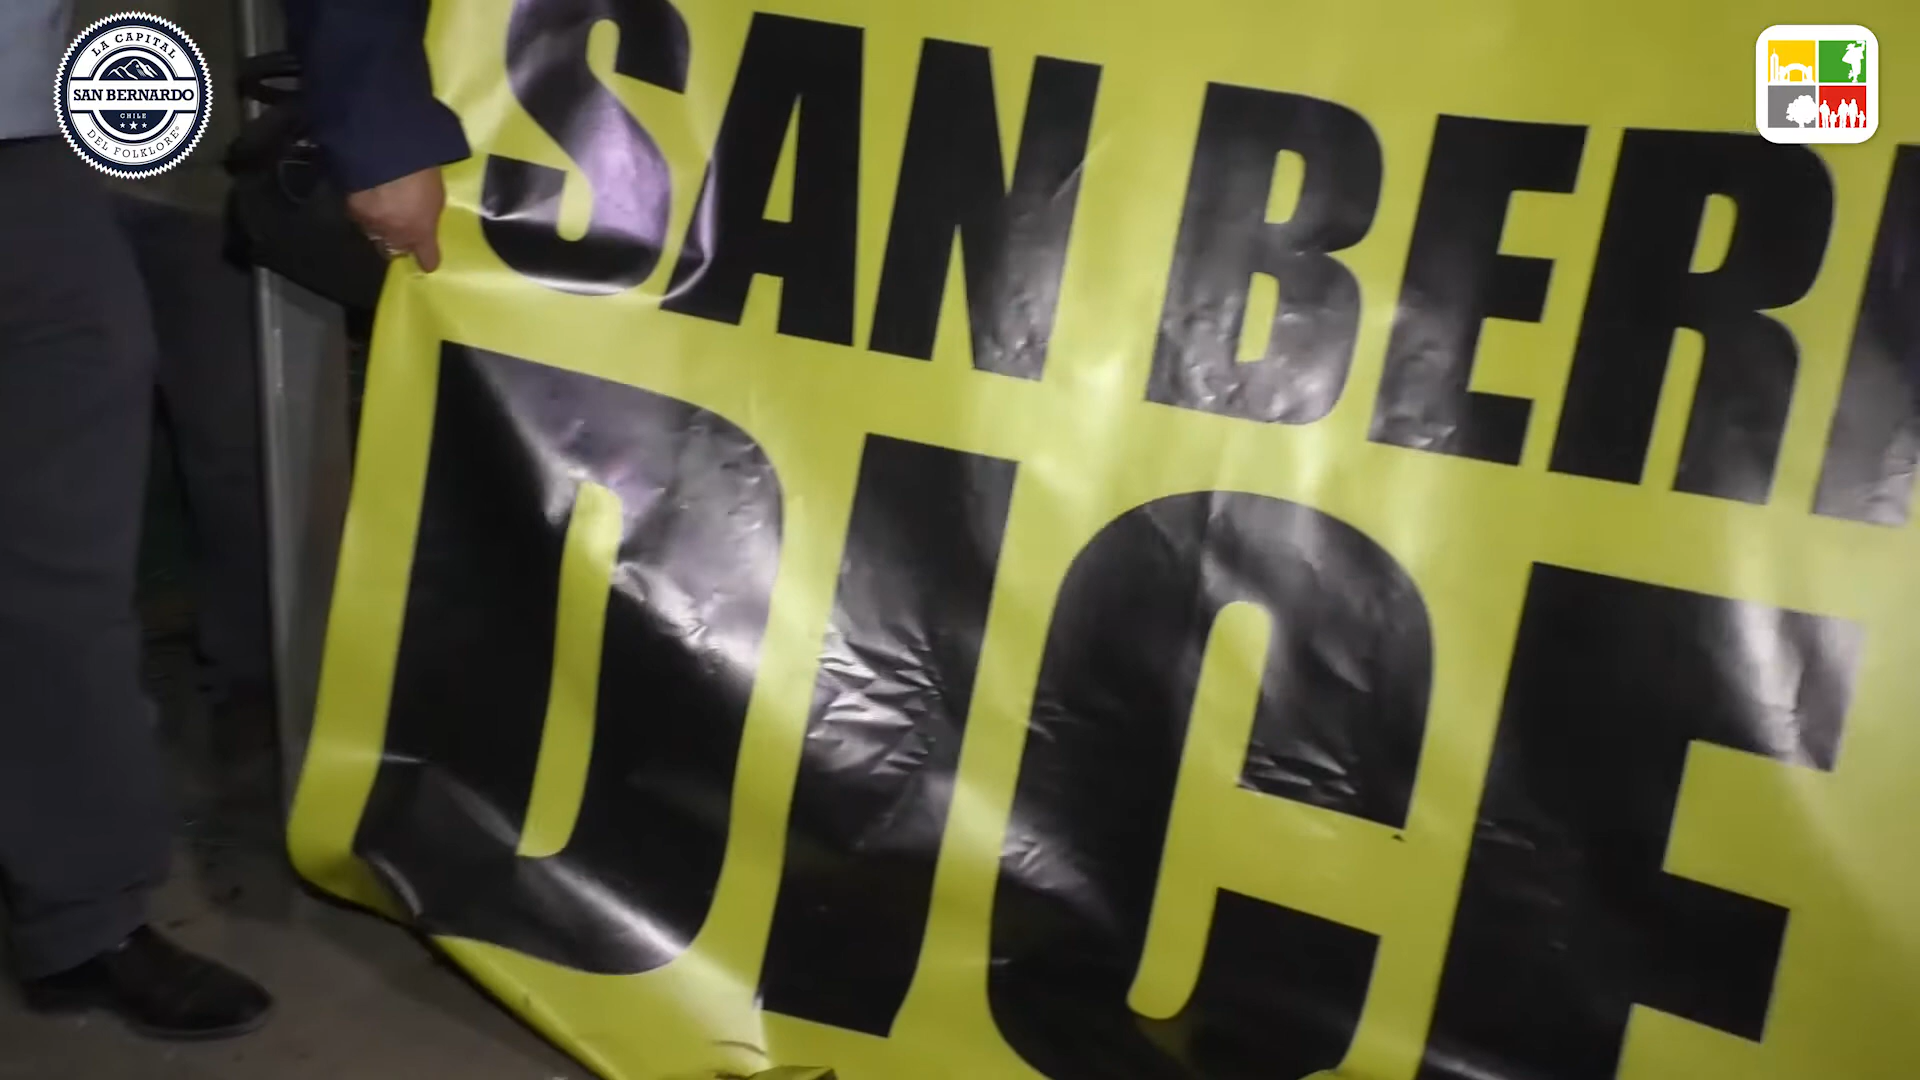 LA CAPITAL
SAN BERNARDO
CHILE
DEL FOLKLORE
SAN BER
DICE